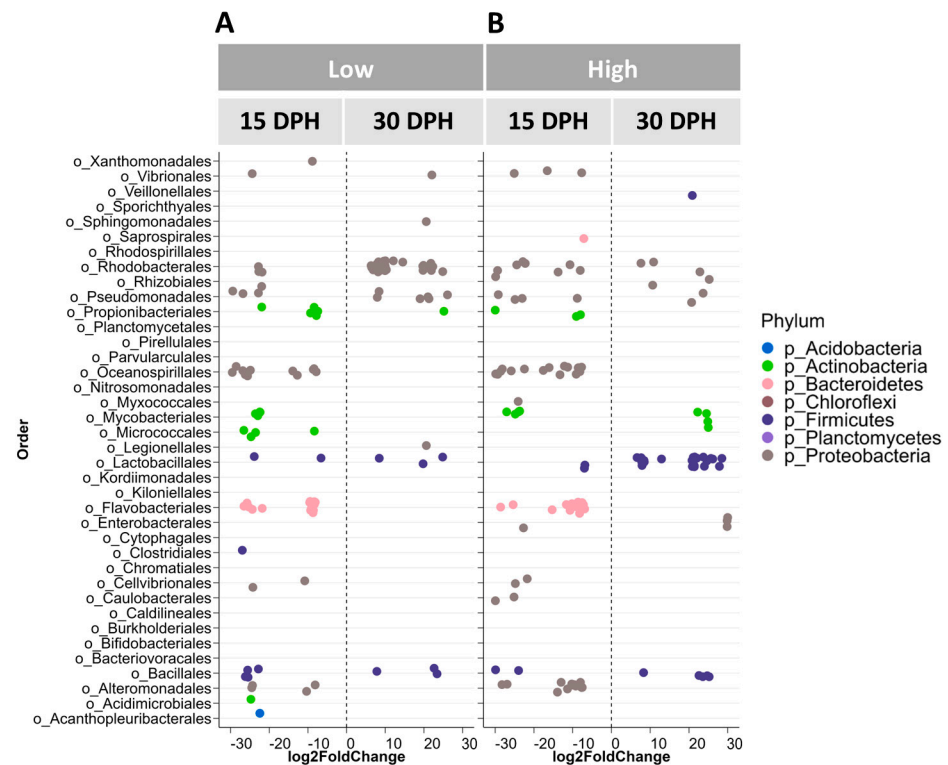 A B
Low High
15 DPH 30 DPH 15 DPH 30 DPH
o_Xanthomonadales
o_Vibrionales
o_Veillonellales
o_Sporichthyales
o_Sphingomonadales
o_Saprospirales
o_Rhodospirillales
o_Rhodobacterales
o_Rhizobiales
o_Pseudomonadales
o_Propionibacteriales
o_Planctomycetales
o_Pirellulales
o_Parvularculales
o_Oceanospirillales
o_Nitrosomonadales
o_Myxococcales
o_Mycobacteriales
o_Micrococcales
o_Legionellales
o_Lactobacillales
o_Kordiimonadales
o_Kiloniellales
o_Flavobacteriales
o_Enterobacterales
o_Cytophagales
o_Clostridiales
o_Chromatiales
o_Cellvibrionales
o_Caulobacterales
o_Caldilineales
o_Burkholderiales
o_Bifidobacteriales
o_Bacteriovoracales
o_Bacillales
o_Alteromonadales
o_Acidimicrobiales
o_Acanthopleuribacterales
Order
-30 -20 -10 0 10 20 30 -30 -20 -10 0 10 20 30
log2FoldChange log2FoldChange
Phylum
p_Acidobacteria
p_Actinobacteria
p_Bacteroidetes
p_Chloroflexi
p_Firmicutes
p_Planctomycetes
p_Proteobacteria